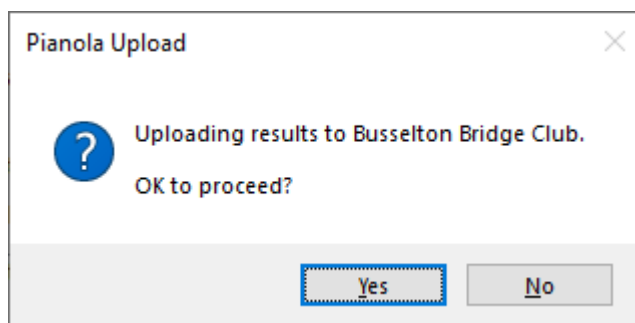 Pianola Upload
Uploading results to Busselton Bridge Club.
OK to proceed?
Yes
No